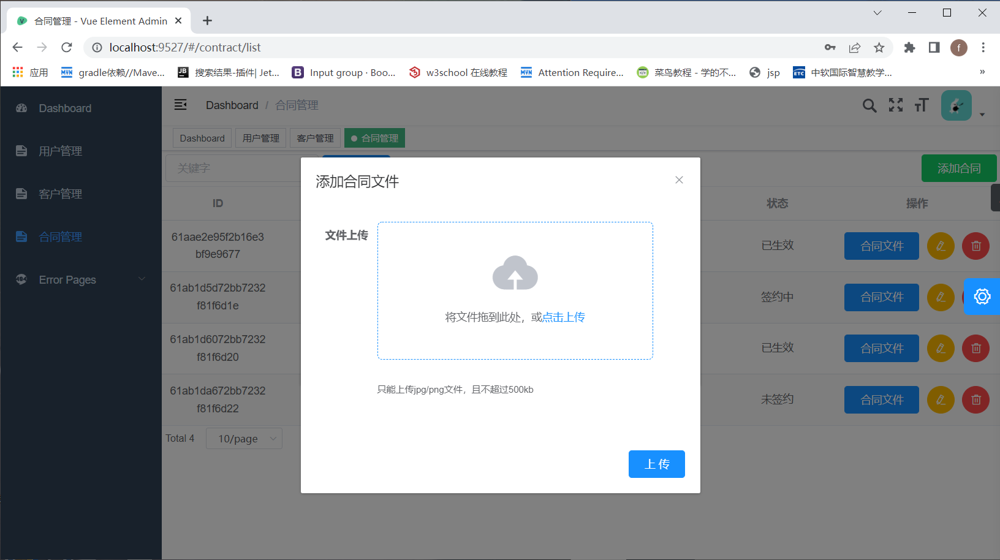 合同管理 - Vue Element Admin
localhost:9527/#/contract/list
f
应用
gradle依赖//Mave...
搜索结果-插件| Jet...
Input group · Boo...
w3school 在线教程
Attention Require...
菜鸟教程 - 学的不...
jsp
中软国际智慧教学...
»
Dashboard
用户管理
客户管理
合同管理
Error Pages
Dashboard / 合同管理
Dashboard
用户管理
客户管理
合同管理
关键字
添加合同
ID
状态
操作
61aae2e95f2b16e3
bf9e9677
已生效
合同文件
61ab1d5d72bb7232
f81f6d1e
签约中
合同文件
61ab1d6072bb7232
f81f6d20
已生效
合同文件
61ab1da672bb7232
f81f6d22
未签约
合同文件
Total 4
10/page
添加合同文件
文件上传
将文件拖到此处，或点击上传
只能上传jpg/png文件，且不超过500kb
上 传